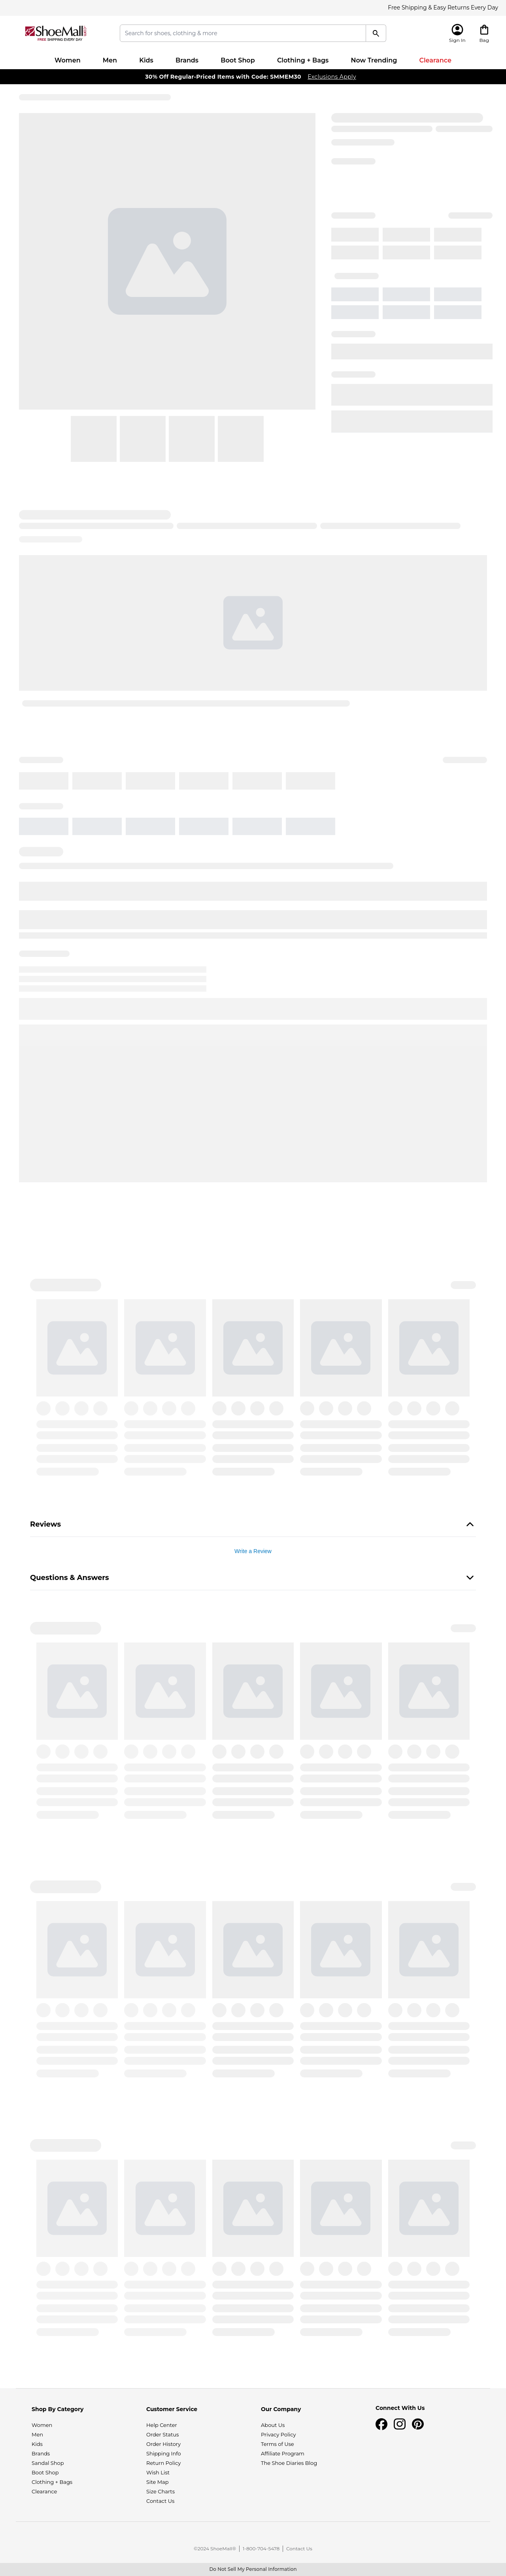 Free Shipping & Easy Returns Every Day
ShoeMall
FREE SHIPPING EVERY DAY
Search for shoes, clothing & more
Sign In
Bag
Women Men Kids Brands Boot Shop Clothing + Bags Now Trending Clearance
30% Off Regular-Priced Items with Code: SMMEM30 Exclusions Apply
Reviews
Write a Review
Questions & Answers
Shop By Category
Women
Men
Kids
Brands
Sandal Shop
Boot Shop
Clothing + Bags
Clearance
Customer Service
Help Center
Order Status
Order History
Shipping Info
Return Policy
Wish List
Site Map
Size Charts
Contact Us
Our Company
About Us
Privacy Policy
Terms of Use
Affiliate Program
The Shoe Diaries Blog
Connect With Us
©2024 ShoeMall® | 1-800-704-5478 | Contact Us
Do Not Sell My Personal Information